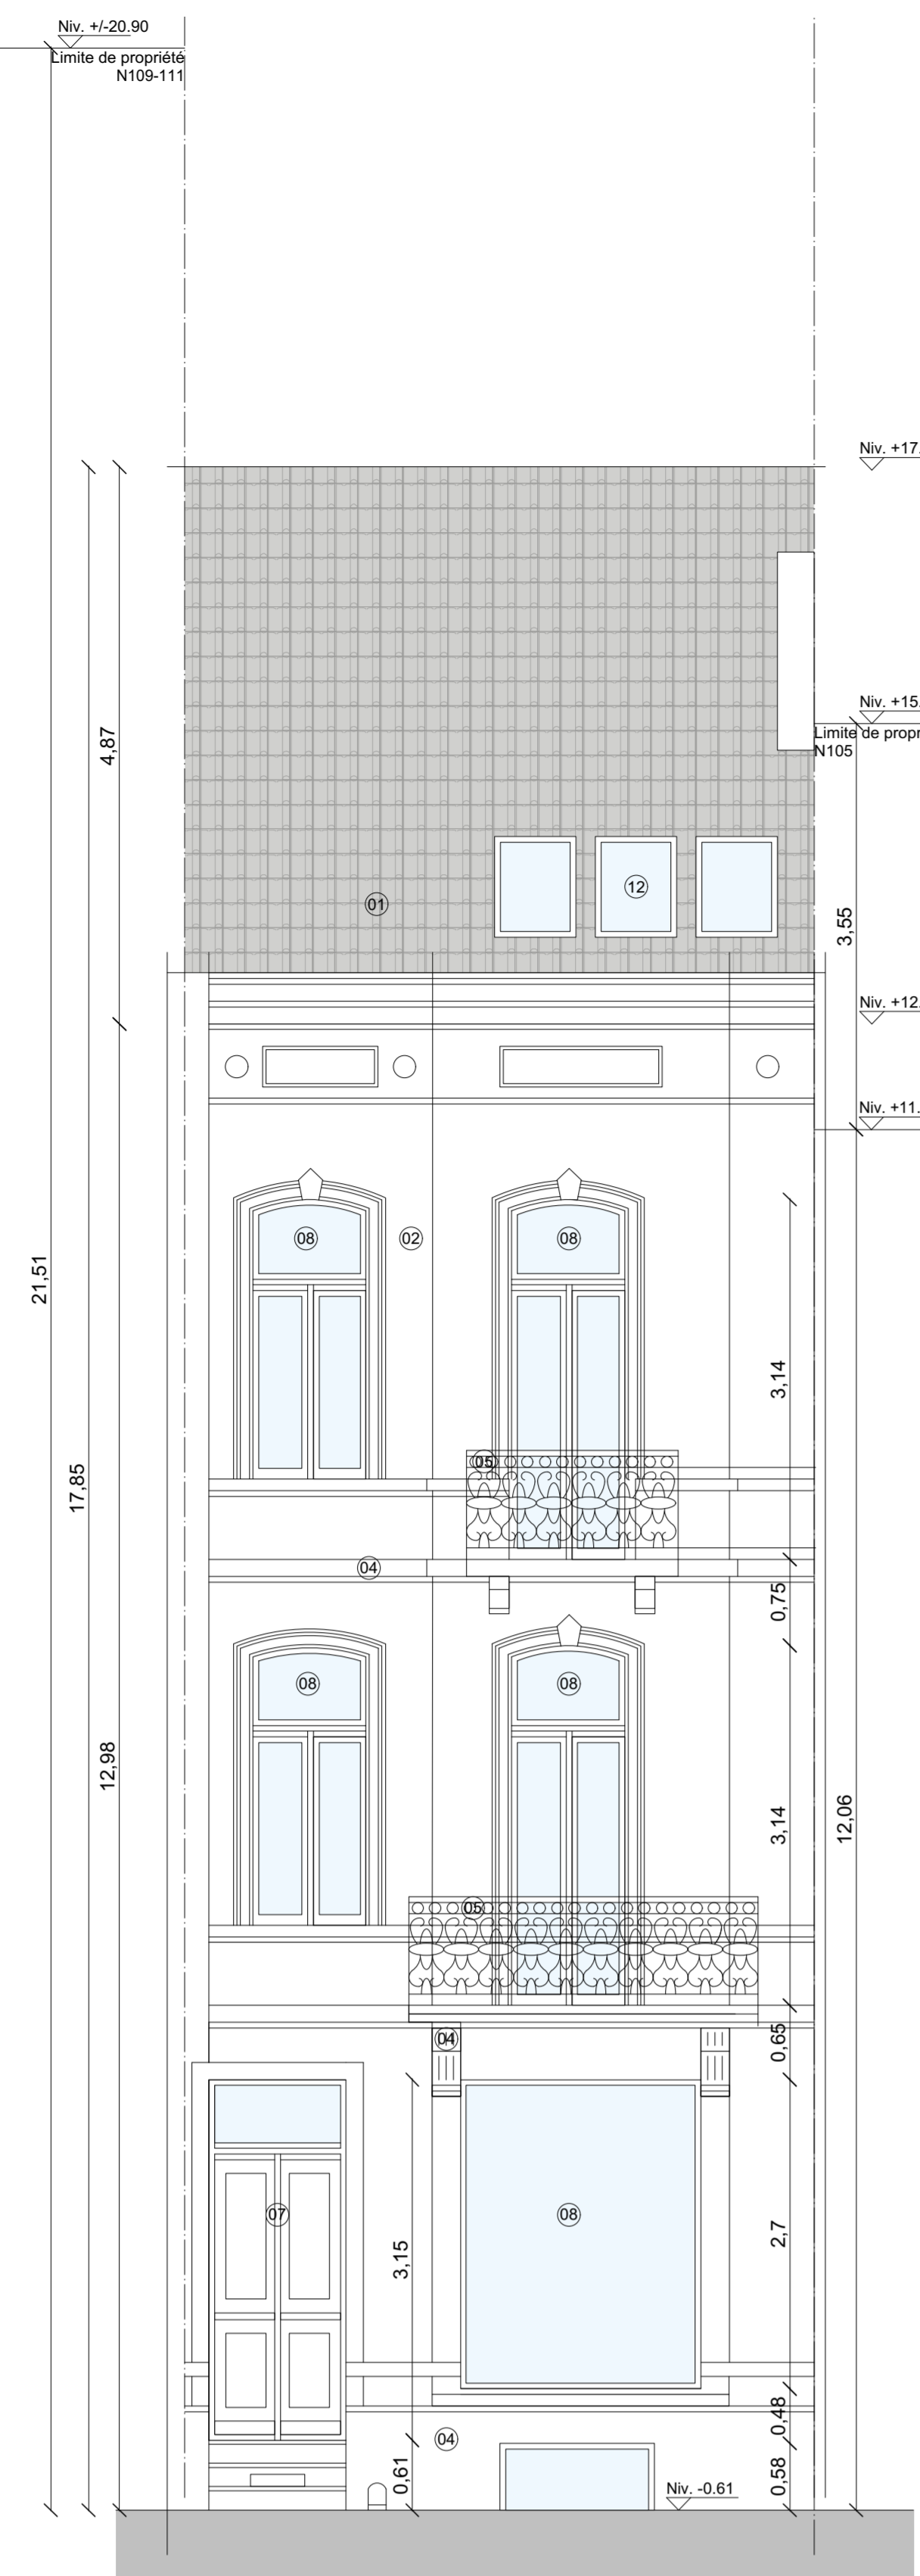 Niv. +/-20.90
Limite de propriété
N109-111
Niv. +17.
4,87
Niv. +15.
Limite de propr
N105
12
01
3,55
Niv. +12.
Niv. +11.
08
02
08
21,51
3,14
05
17,85
04
0,75
08
08
12,98
3,14
12,06
05
04
0,65
07
08
3,15
2,7
04
0,48
0,61
0,58
Niv. -0.61